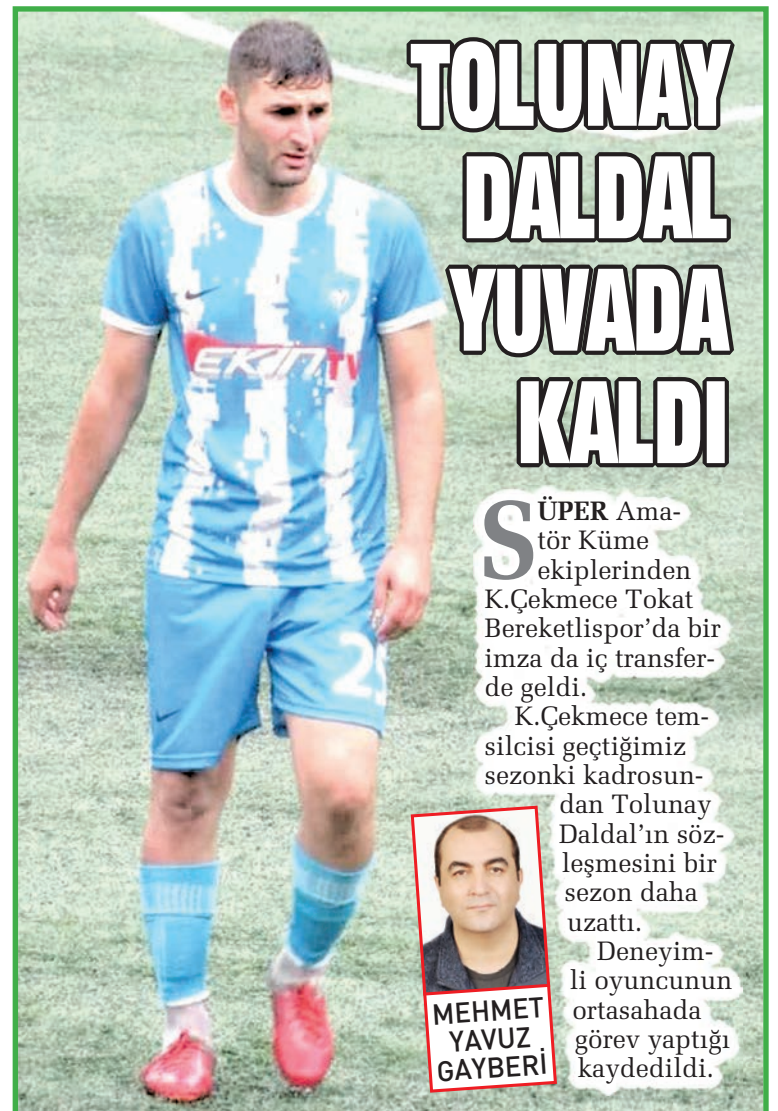 TOLUNAY
DALDAL
YUVADA
KALDI
EKİN TV
25
SÜPER Ama-
tör Küme
ekiplerinden
K.Çekmece Tokat
Bereketlispor’da bir
imza da iç transfer-
de geldi.
K.Çekmece tem-
silcisi geçtiğimiz
sezonki kadrosun-
dan Tolunay
Daldal’ın söz-
leşmesini bir
sezon daha
uzattı.
Deneyim-
li oyuncunun
ortasahada
görev yaptığı
kaydedildi.
MEHMET
YAVUZ
GAYBERİ